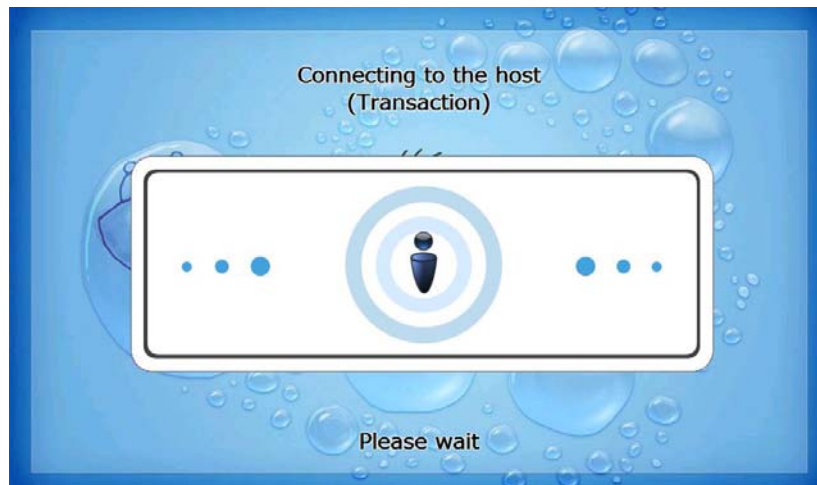 Connecting to the host
(Transaction)
Please wait